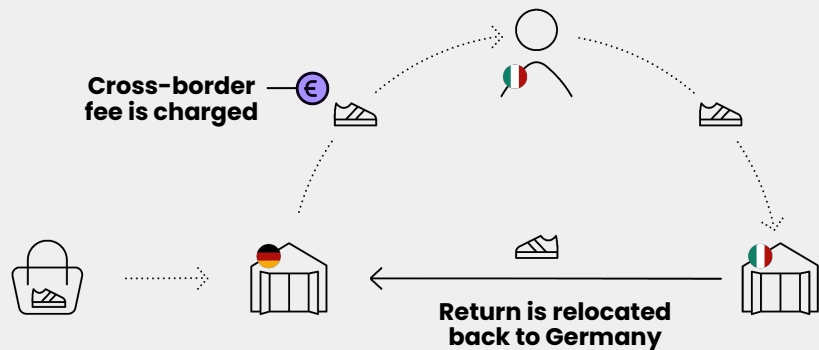 Cross-border
fee is charged
€
Return is relocated
back to Germany